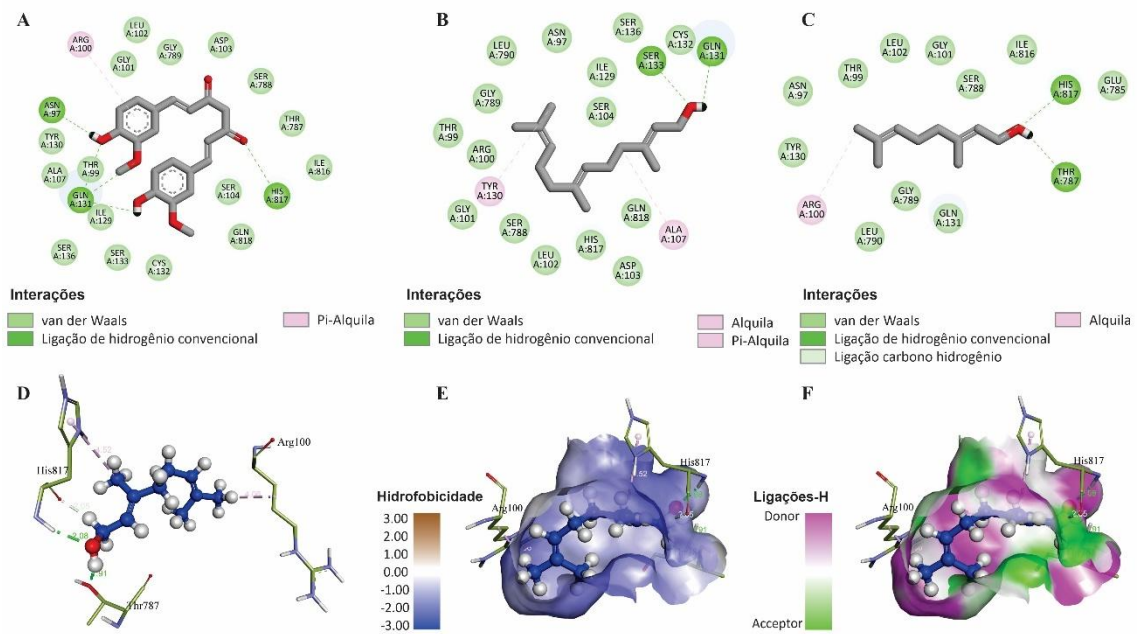 A
LEU
A:102
ARG
A:100
GLY
A:789
ASP
A:103
GLY
A:101
SER
A:788
ASN
A:97
THR
A:787
TYR
A:130
THR
A:99
ALA
A:107
ILE
A:816
GLN
A:131
SER
A:104
HIS
A:817
ILE
A:129
GLN
A:818
SER
A:136
SER
A:133
CYS
A:132
Interações
van der Waals
Ligação de hidrogênio convencional
Pi-Alquila
B
SER
A:136
ASN
A:97
CYS
A:132
LEU
A:790
GLN
A:131
SER
A:133
ILE
A:129
GLY
A:789
SER
A:104
THR
A:99
ARG
A:100
TYR
A:130
GLY
A:101
GLN
A:818
SER
A:788
ALA
A:107
HIS
A:817
LEU
A:102
ASP
A:103
Interações
van der Waals
Ligação de hidrogênio convencional
Alquila
Pi-Alquila
C
LEU
A:102
GLY
A:101
ILE
A:816
THR
A:99
SER
A:788
HIS
A:817
GLU
A:785
ASN
A:97
TYR
A:130
THR
A:787
GLY
A:789
ARG
A:100
GLN
A:131
LEU
A:790
Interações
van der Waals
Ligação de hidrogênio convencional
Ligação carbono hidrogênio
Alquila
D
His817
Arg100
2.08
Thr787
E
Hidrofobicidade
3.00
2.00
1.00
0.00
-1.00
-2.00
-3.00
His817
Arg100
F
Ligações-H
Donor
Acceptor
His817
Arg100